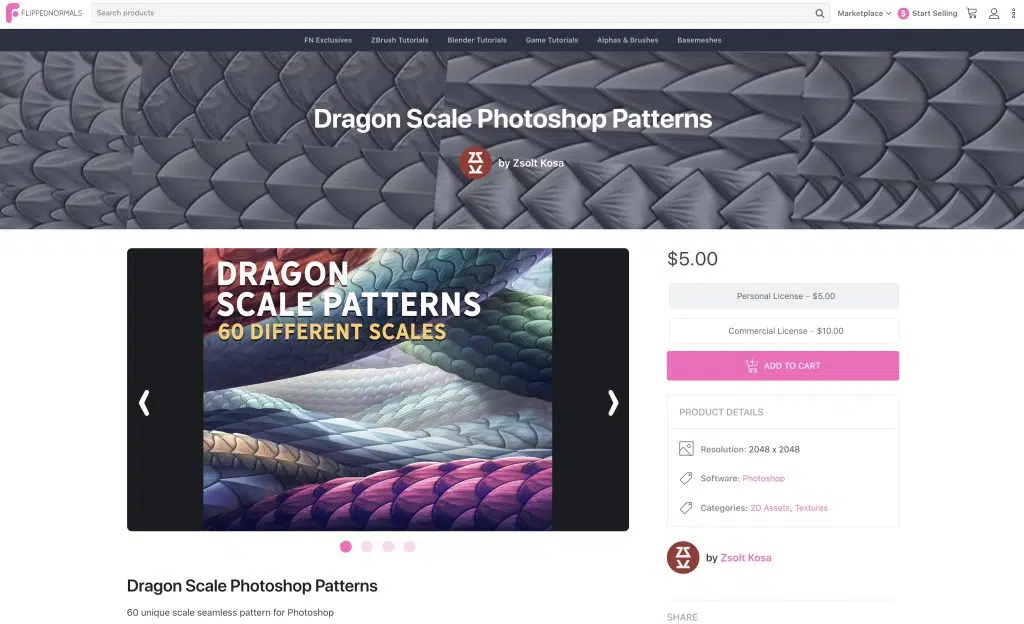 FLIPPEDNORMALS
Search products
Marketplace
$ Start Selling
FN Exclusives
ZBrush Tutorials
Blender Tutorials
Game Tutorials
Alphas & Brushes
Basemeshes
Dragon Scale Photoshop Patterns
by Zsolt Kosa
DRAGON
SCALE PATTERNS
60 DIFFERENT SCALES
$5.00
Personal License – $5.00
Commercial License – $10.00
ADD TO CART
PRODUCT DETAILS
Resolution: 2048 x 2048
Software: Photoshop
Categories: 2D Assets, Textures
by Zsolt Kosa
SHARE
Dragon Scale Photoshop Patterns
60 unique scale seamless pattern for Photoshop